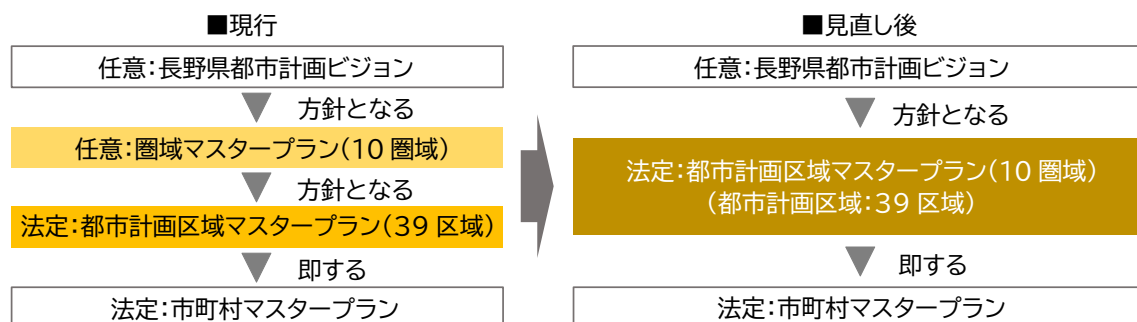 ■現行
任意:長野県都市計画ビジョン
方針となる
任意:圏域マスタープラン(10 圏域)
方針となる
法定:都市計画区域マスタープラン(39 区域)
即する
法定:市町村マスタープラン
■見直し後
任意:長野県都市計画ビジョン
方針となる
法定:都市計画区域マスタープラン(10 圏域)
(都市計画区域:39 区域)
即する
法定:市町村マスタープラン